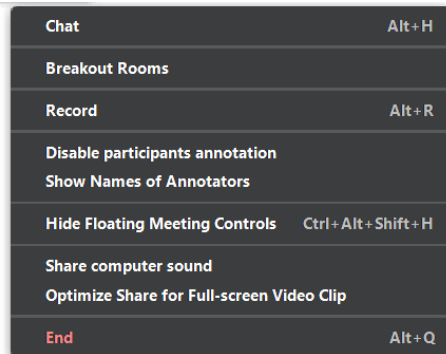 Chat Alt+H
Breakout Rooms
Record Alt+R
Disable participants annotation
Show Names of Annotators
Hide Floating Meeting Controls Ctrl+Alt+Shift+H
Share computer sound
Optimize Share for Full-screen Video Clip
End Alt+Q